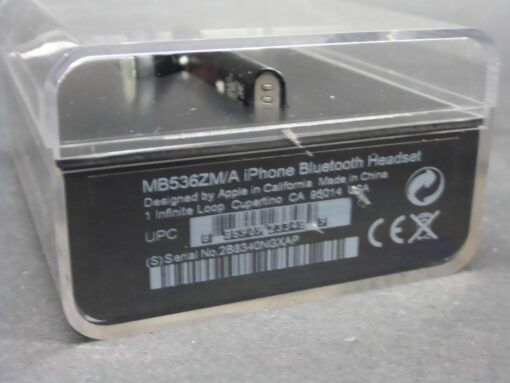 MB536ZM/A iPhone Bluetooth Headset
Designed by Apple in California Made in China
1 Infinite Loop Cupertino CA 95014 USA
UPC
(S)Serial No.2B8340NGXAP
CE